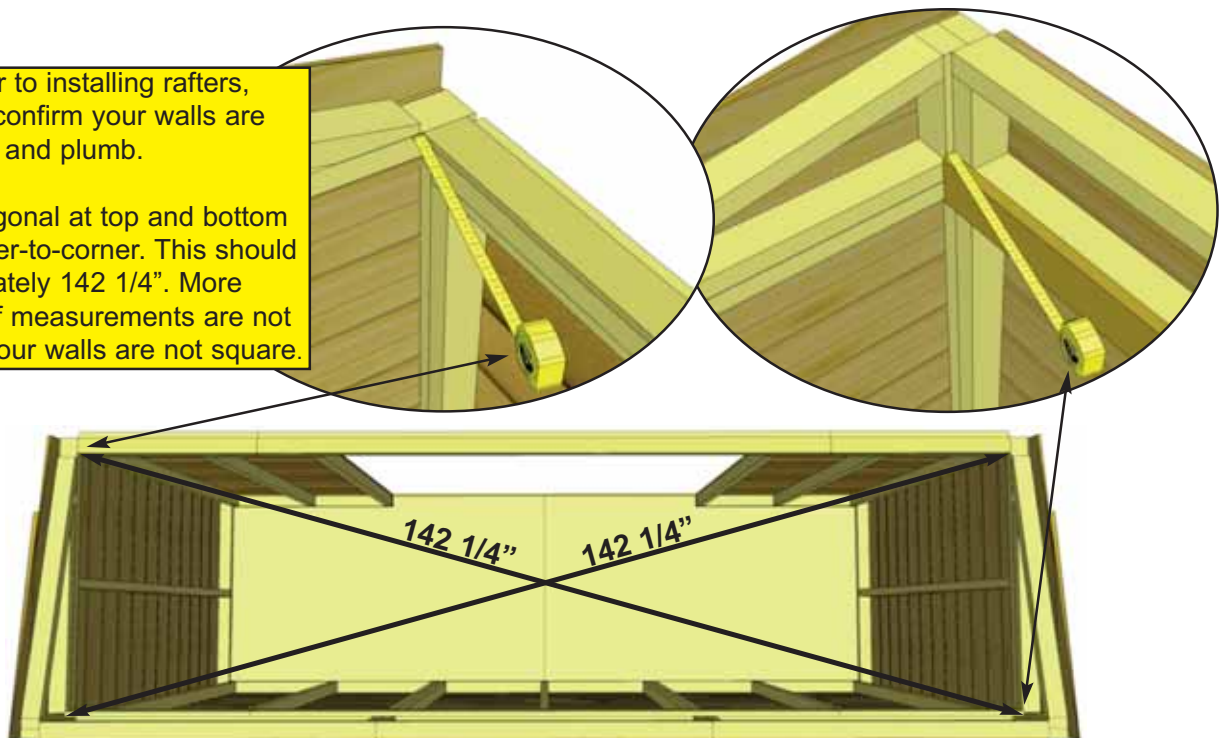 r to installing rafters,
confirm your walls are
and plumb.
gonal at top and bottom
er-to-corner. This should
ately 142 1/4”. More
f measurements are not
our walls are not square.
142 1/4”
142 1/4”